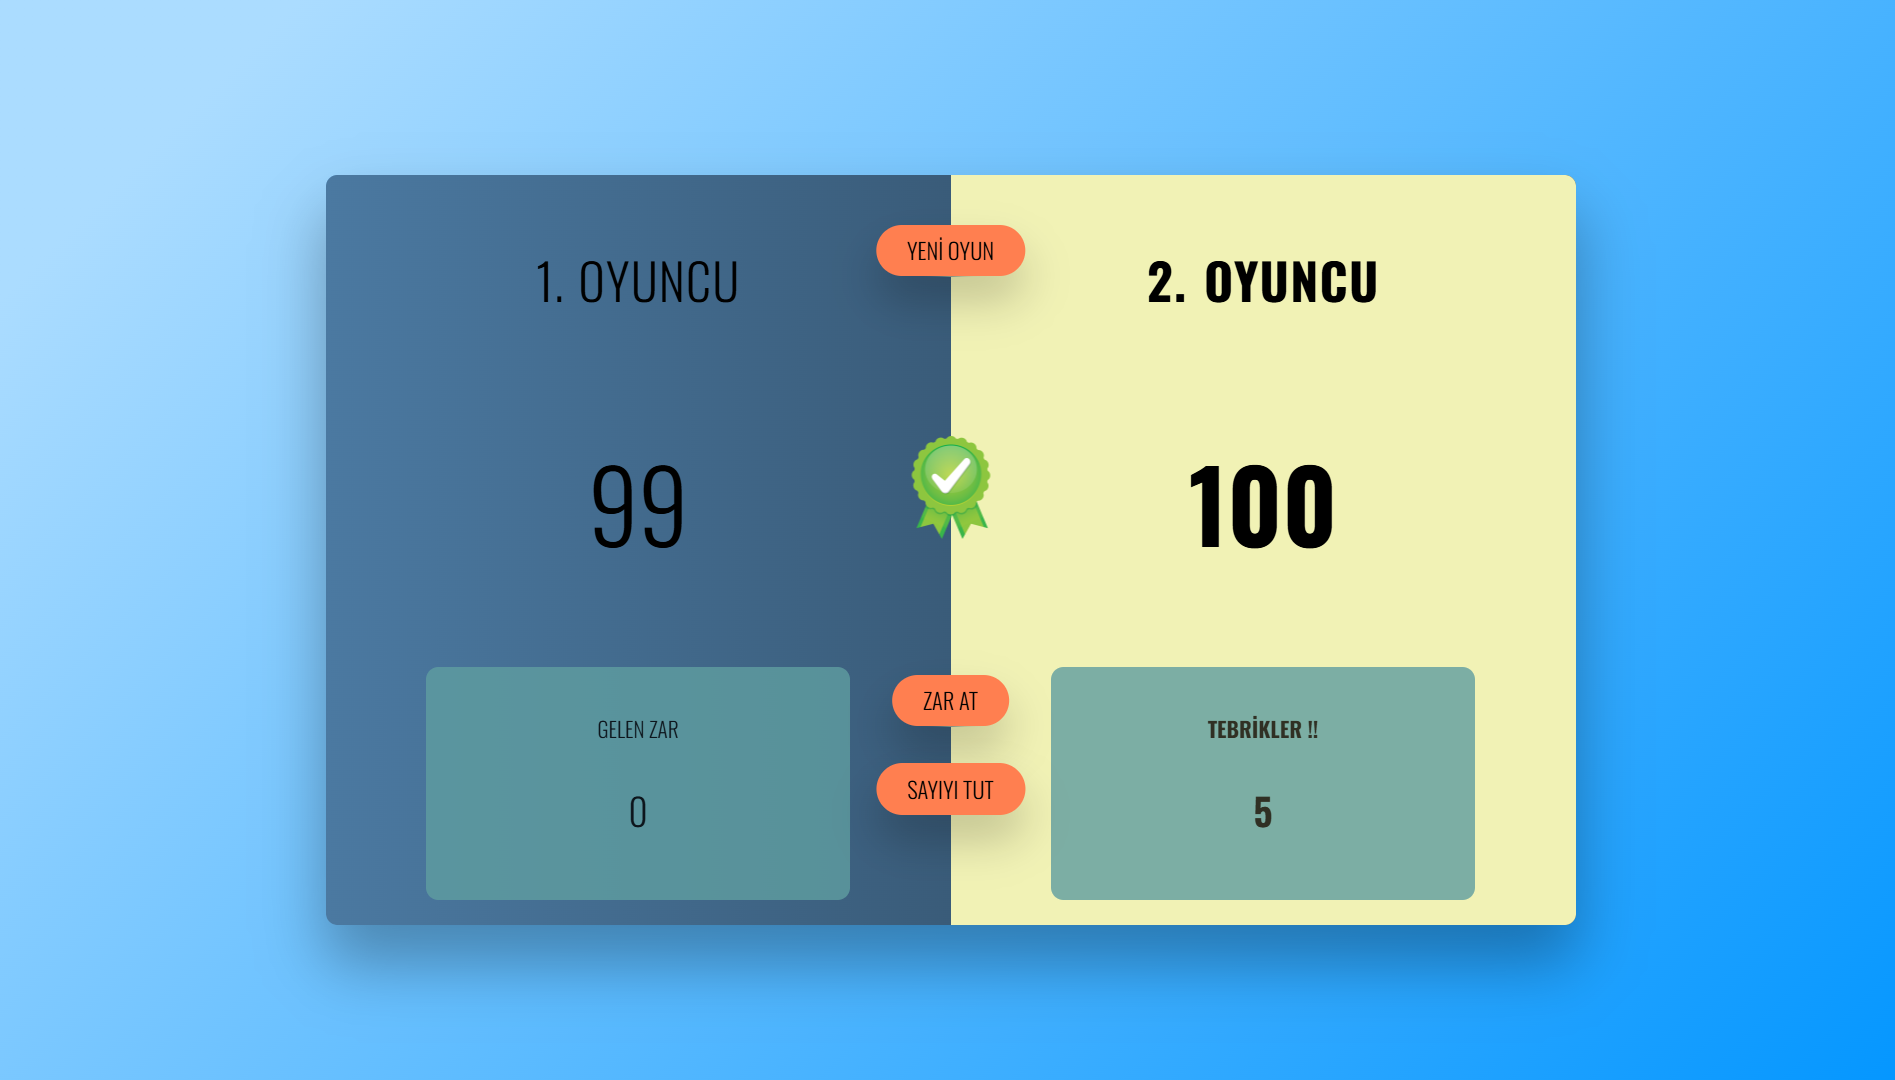 YENİ OYUN
1. OYUNCU
2. OYUNCU
99
100
ZAR AT
GELEN ZAR
TEBRİKLER !!
SAYIYI TUT
0
5